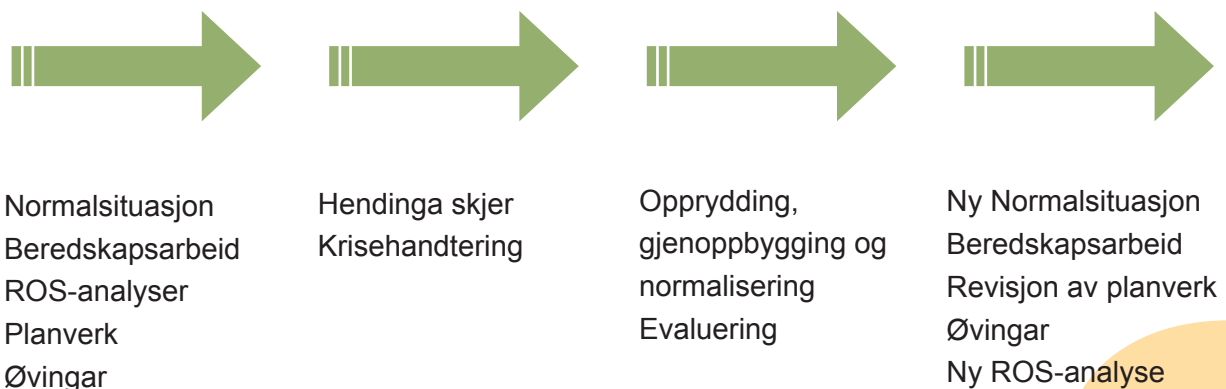 Normalsituasjon
Beredskapsarbeid
ROS-analyser
Planverk
Øvingar
Hendinga skjer
Krisehandtering
Opprydding,
gjenoppbygging og
normalisering
Evaluering
Ny Normalsituasjon
Beredskapsarbeid
Revisjon av planverk
Øvingar
Ny ROS-analyse